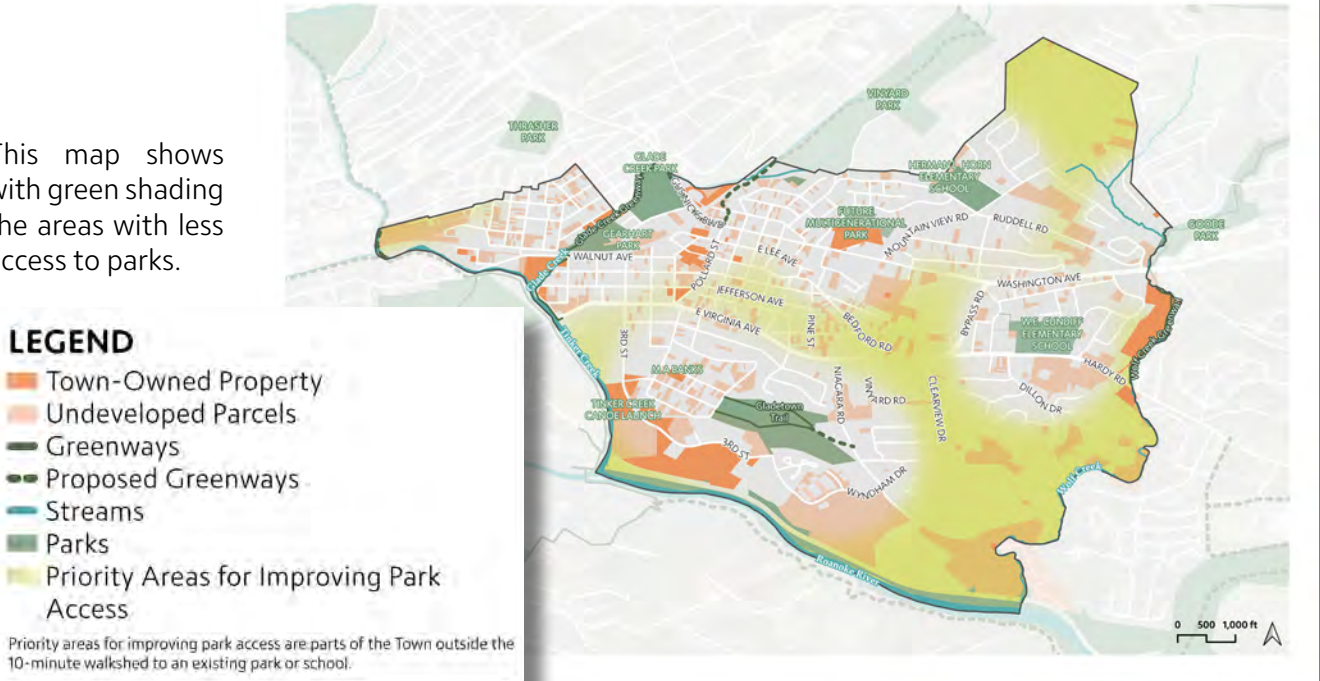 This map shows
with green shading
the areas with less
access to parks.
LEGEND
Town-Owned Property
Undeveloped Parcels
Greenways
Proposed Greenways
Streams
Parks
Priority Areas for Improving Park
Access
Priority areas for improving park access are parts of the Town outside the
10-minute walkshed to an existing park or school.
THRASHER
PARK
VINYARD
PARK
GLADE
CREEK PARK
HERMAN L HORN
ELEMENTARY
SCHOOL
GOODE
PARK
Glade Creek Greenway
GEARHART
PARK
WALNUT AVE
FUTURE
MULTIGENERATIONAL
PARK
MOUNTAIN VIEW RD
RUDDELL RD
E LEE AVE
POLLARD ST
WASHINGTON AVE
Glade Creek
JEFFERSON AVE
E VIRGINIA AVE
BYPASS RD
W.E. CUNDIFF
ELEMENTARY
SCHOOL
Wolf Creek Greenway
3RD ST
PINE ST
BEDFORD RD
Tinker Creek
M.A BANKS
HARDY RD
NIAGARA RD
VINYARD RD
CLEARVIEW DR
DILLON DR
TINKER CREEK
CANOE LAUNCH
Gladetown
Trail
3RD ST
WYNDHAM DR
Wolf Creek
Roanoke River
0 500 1,000 ft